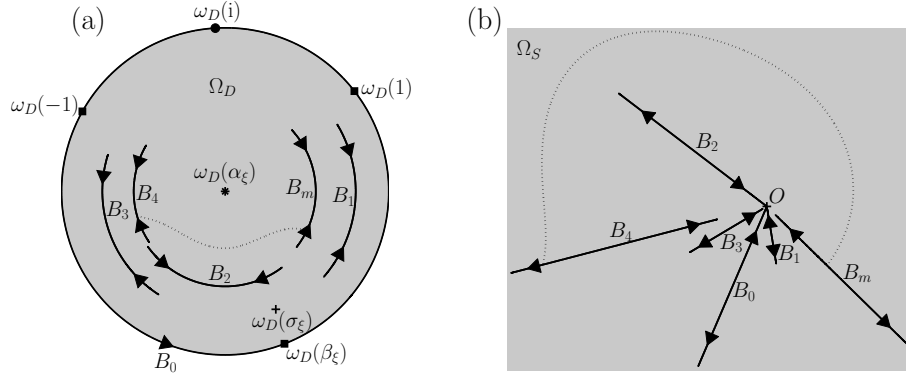 (a)
ω_D(i)
Ω_D
ω_D(−1)
ω_D(1)
ω_D(α_ξ)
B_3
B_4
B_m
B_1
B_2
ω_D(σ_ξ)
ω_D(β_ξ)
B_0
(b)
Ω_S
B_2
O
B_4
B_3
B_1
B_m
B_0